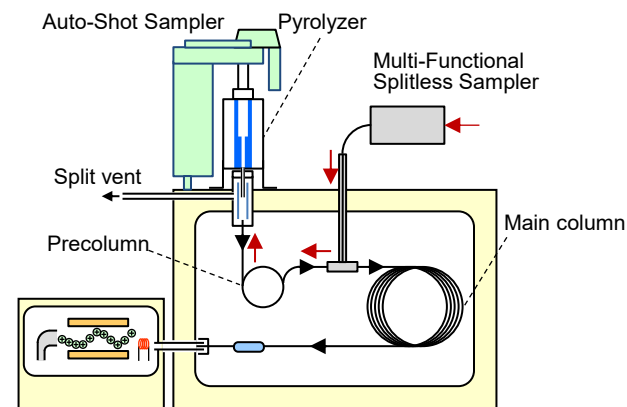 Auto-Shot Sampler
Pyrolyzer
Multi-Functional
Splitless Sampler
Split vent
Precolumn
Main column